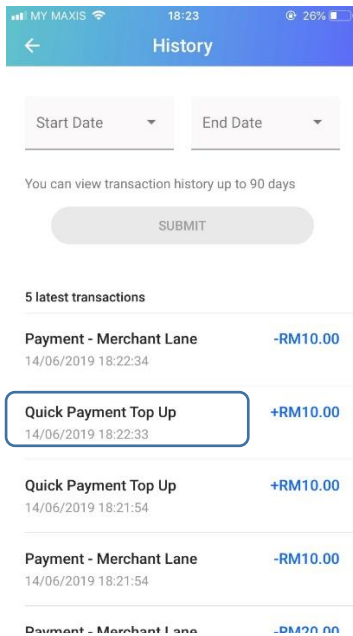 MY MAXIS 18:23 26%
History
Start Date End Date
You can view transaction history up to 90 days
SUBMIT
5 latest transactions
Payment - Merchant Lane -RM10.00
14/06/2019 18:22:34
Quick Payment Top Up +RM10.00
14/06/2019 18:22:33
Quick Payment Top Up +RM10.00
14/06/2019 18:21:54
Payment - Merchant Lane -RM10.00
14/06/2019 18:21:54
Payment - Merchant Lane -RM20.00